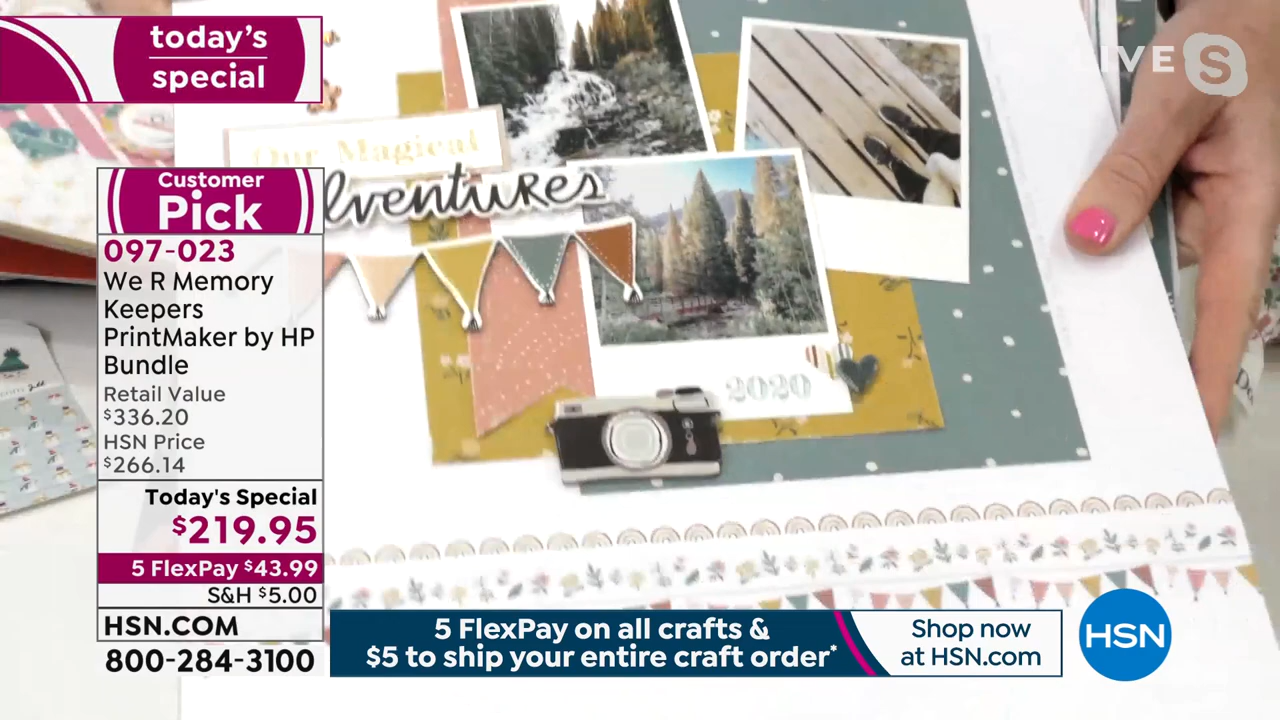 today's
special
LIVE S
Customer
Pick
097-023
We R Memory
Keepers
PrintMaker by HP
Bundle
Retail Value
$336.20
HSN Price
$266.14
Today's Special
$219.95
5 FlexPay $43.99
S&H $5.00
HSN.COM
800-284-3100
Our Magical
dventures
2020
5 FlexPay on all crafts &
$5 to ship your entire craft order*
Shop now
at HSN.com
HSN